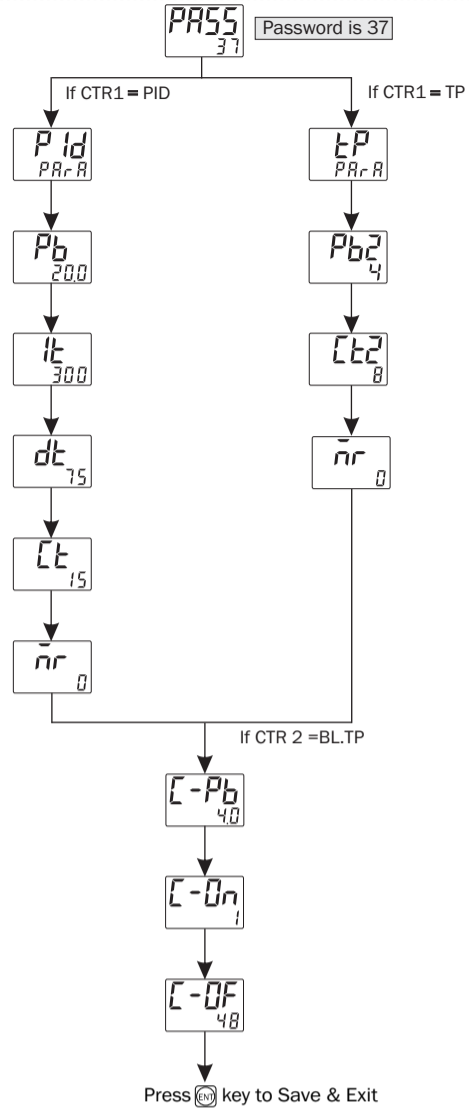 PASS
37
Password is 37
If CTR1 = PID
If CTR1 = TP
PId
PArA
tP
PArA
Pb
20.0
Pb2
4
It
300
Ct2
8
dt
75
n̄r
0
Ct
15
n̄r
0
If CTR 2 =BL.TP
C-Pb
4.0
C-On
1
C-OF
48
Press ENT key to Save & Exit